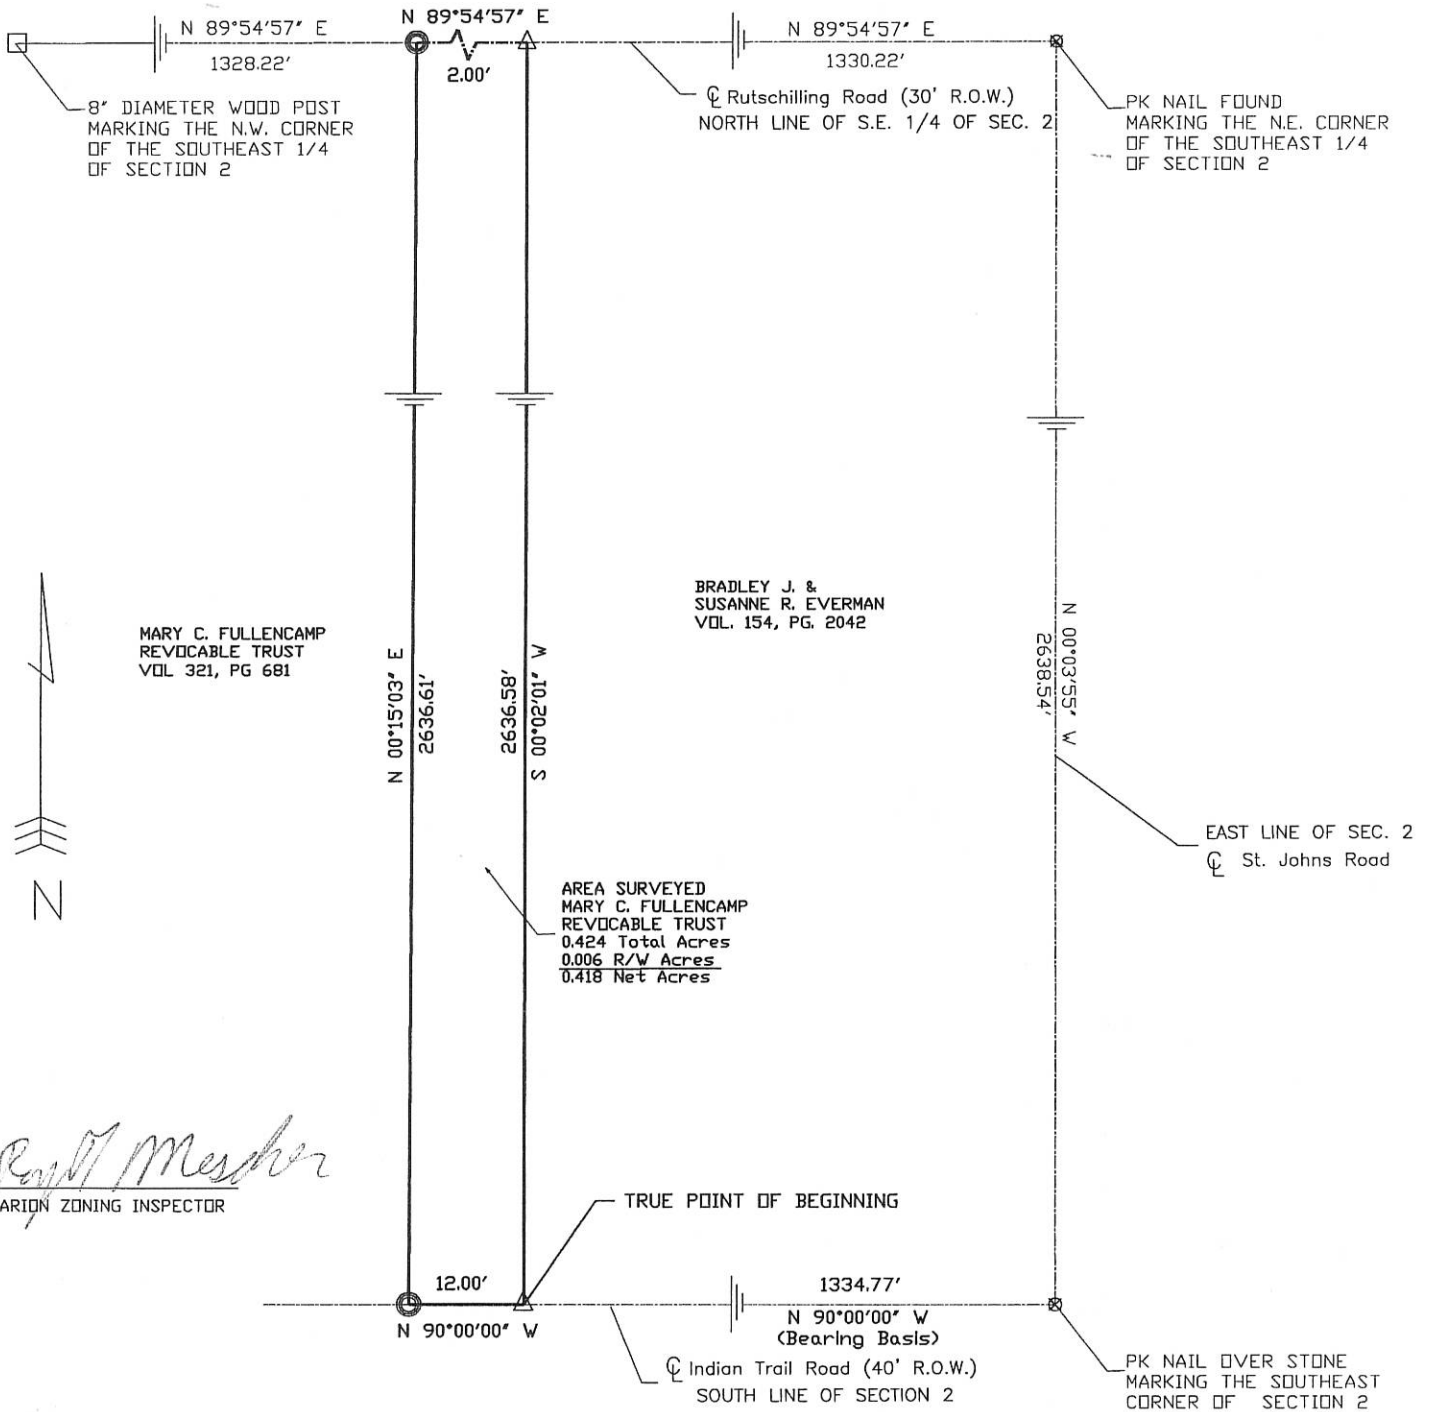 N 89°54'57" E
1328.22'
N 89°54'57" E
2.00'
N 89°54'57" E
1330.22'
8" DIAMETER WOOD POST
MARKING THE N.W. CORNER
OF THE SOUTHEAST 1/4
OF SECTION 2
℄ Rutschilling Road (30' R.O.W.)
NORTH LINE OF S.E. 1/4 OF SEC. 2
PK NAIL FOUND
MARKING THE N.E. CORNER
OF THE SOUTHEAST 1/4
OF SECTION 2
MARY C. FULLENCAMP
REVOCABLE TRUST
VOL 321, PG 681
N 00°15'03" E
2636.61'
2636.58'
S 00°02'01" W
BRADLEY J. &
SUSANNE R. EVERMAN
VOL. 154, PG. 2042
N 00°03'55" W
2638.54'
EAST LINE OF SEC. 2
℄ St. Johns Road
N
AREA SURVEYED
MARY C. FULLENCAMP
REVOCABLE TRUST
0.424 Total Acres
0.006 R/W Acres
0.418 Net Acres
Mescher
ARION ZONING INSPECTOR
TRUE POINT OF BEGINNING
12.00'
N 90°00'00" W
1334.77'
N 90°00'00" W
(Bearing Basis)
℄ Indian Trail Road (40' R.O.W.)
SOUTH LINE OF SECTION 2
PK NAIL OVER STONE
MARKING THE SOUTHEAST
CORNER OF SECTION 2